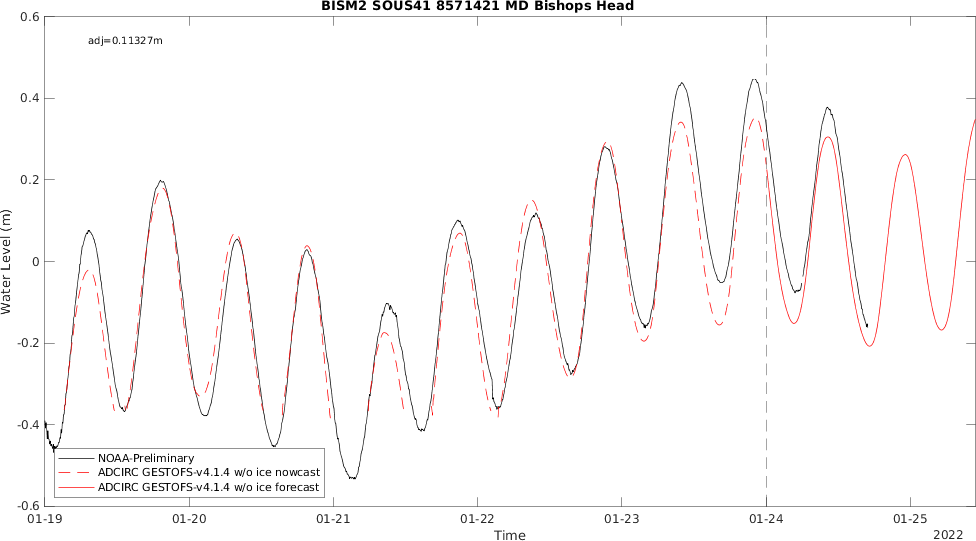 BISM2 SOUS41 8571421 MD Bishops Head
adj=0.11327m
Water Level (m)
0.6
0.4
0.2
0
-0.2
-0.4
-0.6
NOAA-Preliminary
ADCIRC GESTOFS-v4.1.4 w/o ice nowcast
ADCIRC GESTOFS-v4.1.4 w/o ice forecast
01-19 01-20 01-21 01-22 01-23 01-24 01-25
Time
2022